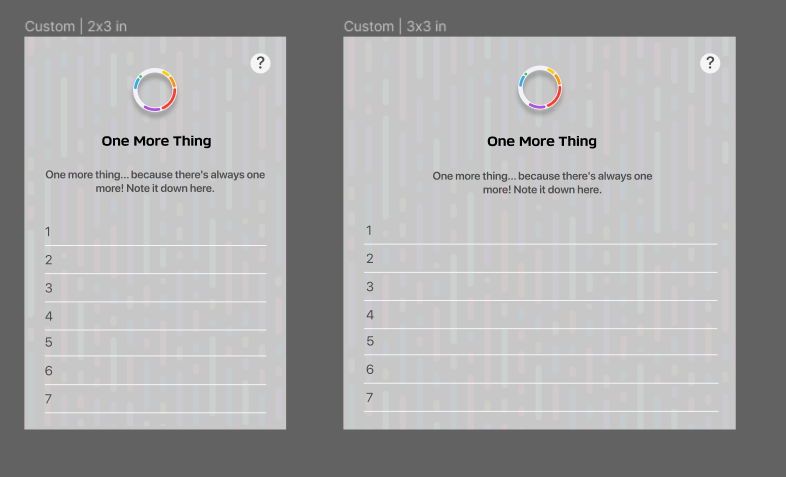 Custom | 2x3 in
?
One More Thing
One more thing... because there's always one
more! Note it down here.
1
2
3
4
5
6
7
Custom | 3x3 in
?
One More Thing
One more thing... because there's always one
more! Note it down here.
1
2
3
4
5
6
7